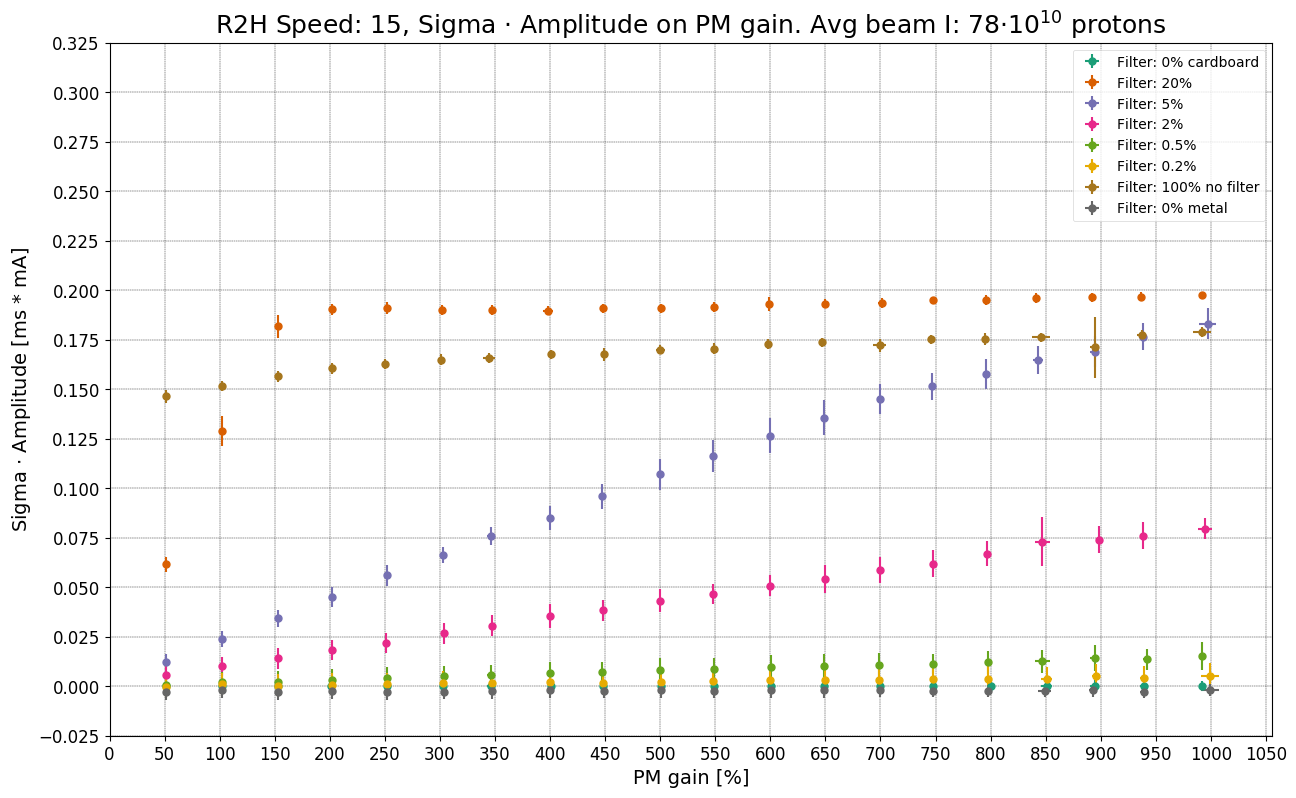 R2H Speed: 15, Sigma · Amplitude on PM gain. Avg beam I: 78·10¹⁰ protons
Sigma · Amplitude [ms * mA]
0.325
0.300
0.275
0.250
0.225
0.200
0.175
0.150
0.125
0.100
0.075
0.050
0.025
0.000
−0.025
Filter: 0% cardboard
Filter: 20%
Filter: 5%
Filter: 2%
Filter: 0.5%
Filter: 0.2%
Filter: 100% no filter
Filter: 0% metal
0 50 100 150 200 250 300 350 400 450 500 550 600 650 700 750 800 850 900 950 1000 1050
PM gain [%]